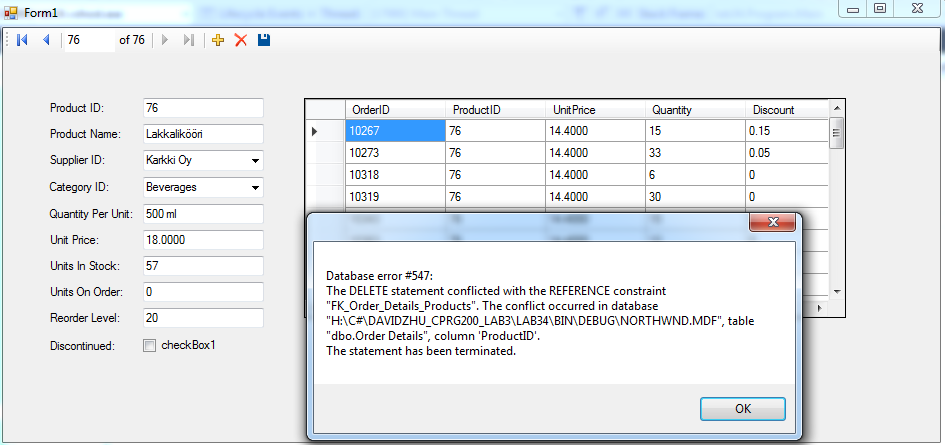 Form1
76 of 76
Product ID: 76
Product Name: Lakkalikööri
Supplier ID: Karkki Oy
Category ID: Beverages
Quantity Per Unit: 500 ml
Unit Price: 18.0000
Units In Stock: 57
Units On Order: 0
Reorder Level: 20
Discontinued: checkBox1
OrderID ProductID UnitPrice Quantity Discount
10267 76 14.4000 15 0.15
10273 76 14.4000 33 0.05
10318 76 14.4000 6 0
10319 76 14.4000 30 0
Database error #547:
The DELETE statement conflicted with the REFERENCE constraint
"FK_Order_Details_Products". The conflict occurred in database
"H:\C#\DAVIDZHU_CPRG200_LAB3\LAB34\BIN\DEBUG\NORTHWND.MDF", table
"dbo.Order Details", column 'ProductID'.
The statement has been terminated.
OK